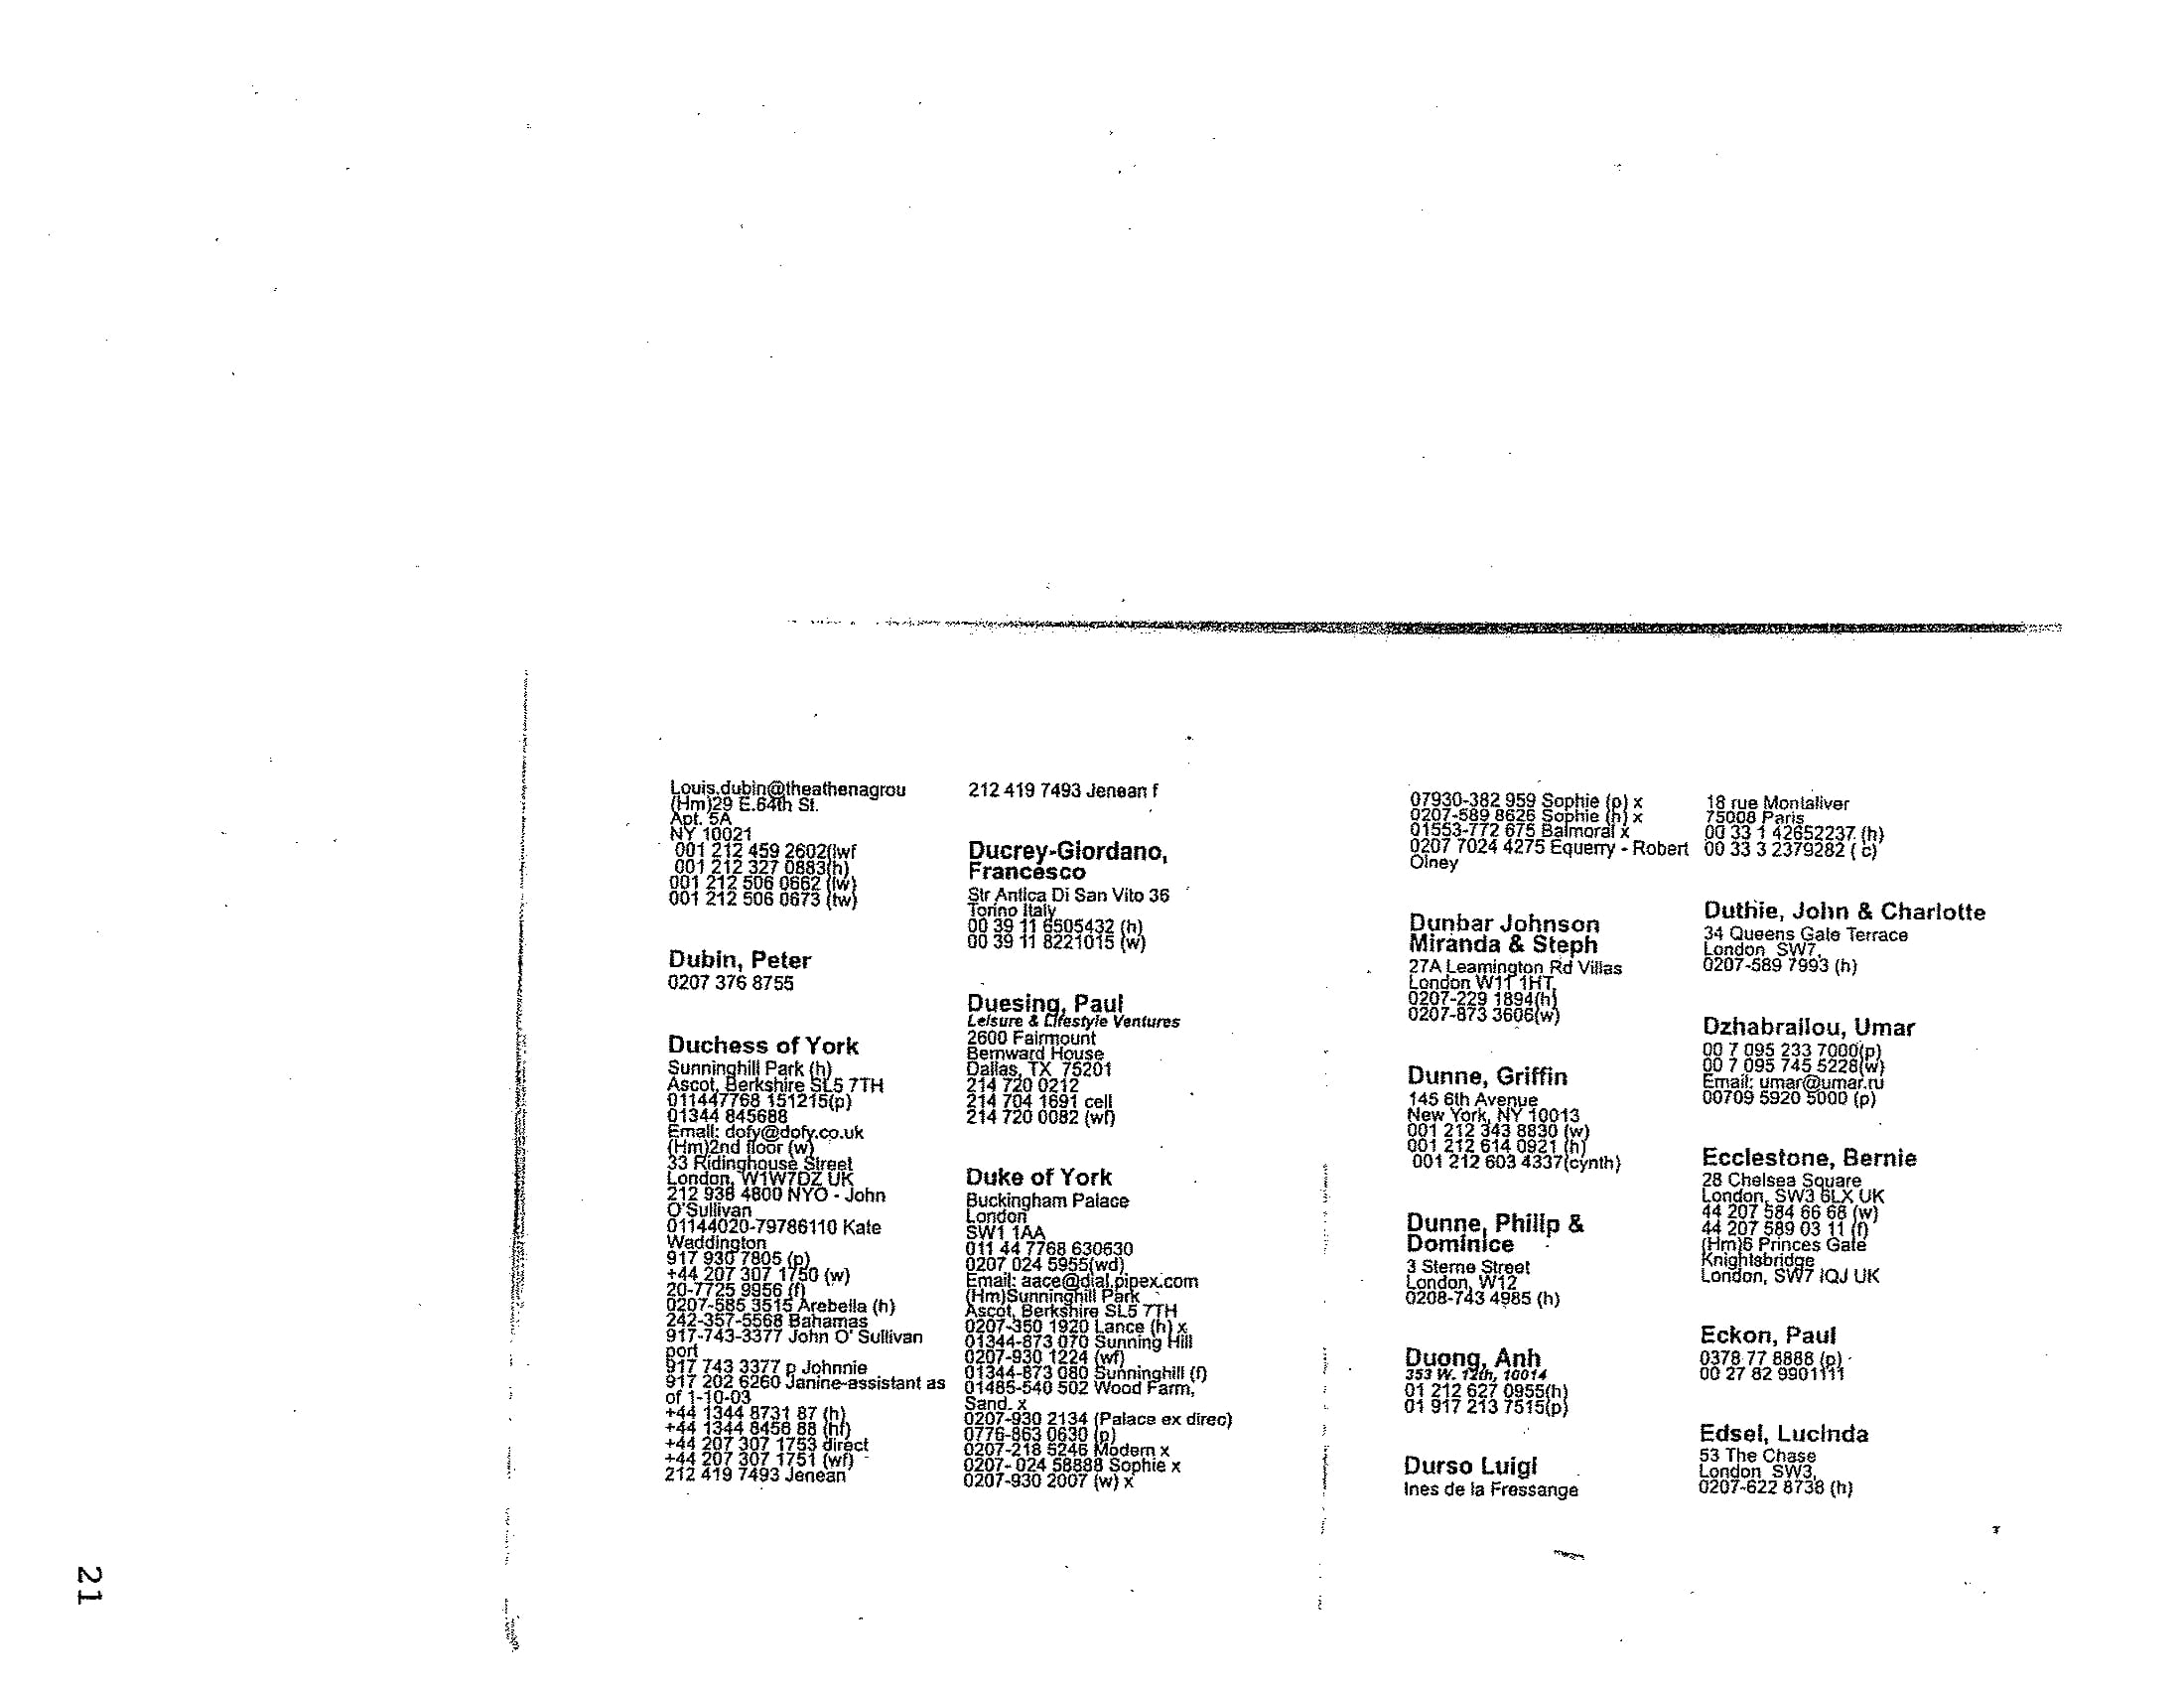 Louis.dubin@theathenagrou
(Hm)29 E.64th St.
Apt. 5A
NY 10021
001 212 459 2602(lwf
001 212 327 0883(h)
001 212 506 0662 (lw)
001 212 506 0673 (tw)
Dubin, Peter
0207 376 8755
Duchess of York
Sunninghill Park (h)
Ascot, Berkshire SL5 7TH
011447768 151215(p)
01344 845688
Email: dofy@dofy.co.uk
(Hm)2nd floor (w)
33 Ridinghouse Street
London, W1W7DZ UK
212 938 4800 NYO - John
O'Sullivan
01144020-79786110 Kate
Waddington
917 930 7805 (p)
+44 207 307 1750 (w)
20-7725 9956 (f)
0207-585 3515 Arebella (h)
242-357-5568 Bahamas
917-743-3377 John O' Sullivan
port
917 743 3377 p Johnnie
917 202 6260 Janine-assistant as
of 1-10-03
+44 1344 8731 87 (h)
+44 1344 8456 88 (hf)
+44 207 307 1753 direct
+44 207 307 1751 (wf)
212 419 7493 Jenean
212 419 7493 Jenean f
Ducrey-Giordano,
Francesco
Str Antica Di San Vito 36
Torino Italy
00 39 11 6505432 (h)
00 39 11 8221015 (w)
Duesing, Paul
Leisure & Lifestyle Ventures
2600 Fairmount
Bernward House
Dallas, TX 75201
214 720 0212
214 704 1691 cell
214 720 0082 (wf)
Duke of York
Buckingham Palace
London
SW1 1AA
011 44 7768 630630
0207 024 5955(wd)
Email: aace@dial.pipex.com
(Hm)Sunninghill Park
Ascot, Berkshire SL5 7TH
0207-350 1920 Lance (h) x
01344-873 070 Sunning Hill
0207-930 1224 (wf)
01344-873 080 Sunninghill (f)
01485-540 502 Wood Farm,
Sand. x
0207-930 2134 (Palace ex direc)
0776-863 0630 (p)
0207-218 5246 Modem x
0207- 024 58888 Sophie x
0207-930 2007 (w) x
07930-382 959 Sophie (p) x
0207-589 8626 Sophie (h) x
01553-772 675 Balmoral x
0207 7024 4275 Equerry - Robert
Olney
Dunbar Johnson
Miranda & Steph
27A Leamington Rd Villas
London W11 1HT,
0207-229 1894(h)
0207-873 3606(w)
Dunne, Griffin
145 6th Avenue
New York, NY 10013
001 212 343 8830 (w)
001 212 614 0921 (h)
001 212 603 4337(cynth)
Dunne, Philip &
Dominice
3 Sterne Street
London, W12
0208-743 4985 (h)
Duong, Anh
353 W. 12th, 10014
01 212 627 0955(h)
01 917 213 7515(p)
Durso Luigi
Ines de la Fressange
18 rue Montaliver
75008 Paris
00 33 1 42652237. (h)
00 33 3 2379282 ( c)
Duthie, John & Charlotte
34 Queens Gate Terrace
London SW7,
0207-589 7993 (h)
Dzhabrailou, Umar
00 7 095 233 7000(p)
00 7 095 745 5228(w)
Email: umar@umar.ru
00709 5920 5000 (p)
Ecclestone, Bernie
28 Chelsea Square
London, SW3 6LX UK
44 207 584 66 68 (w)
44 207 589 03 11 (f)
(Hm)6 Princes Gate
Knightsbridge
London, SW7 IQJ UK
Eckon, Paul
0378 77 8888 (p)
00 27 82 9901111
Edsel, Lucinda
53 The Chase
London SW3,
0207-622 8738 (h)
21